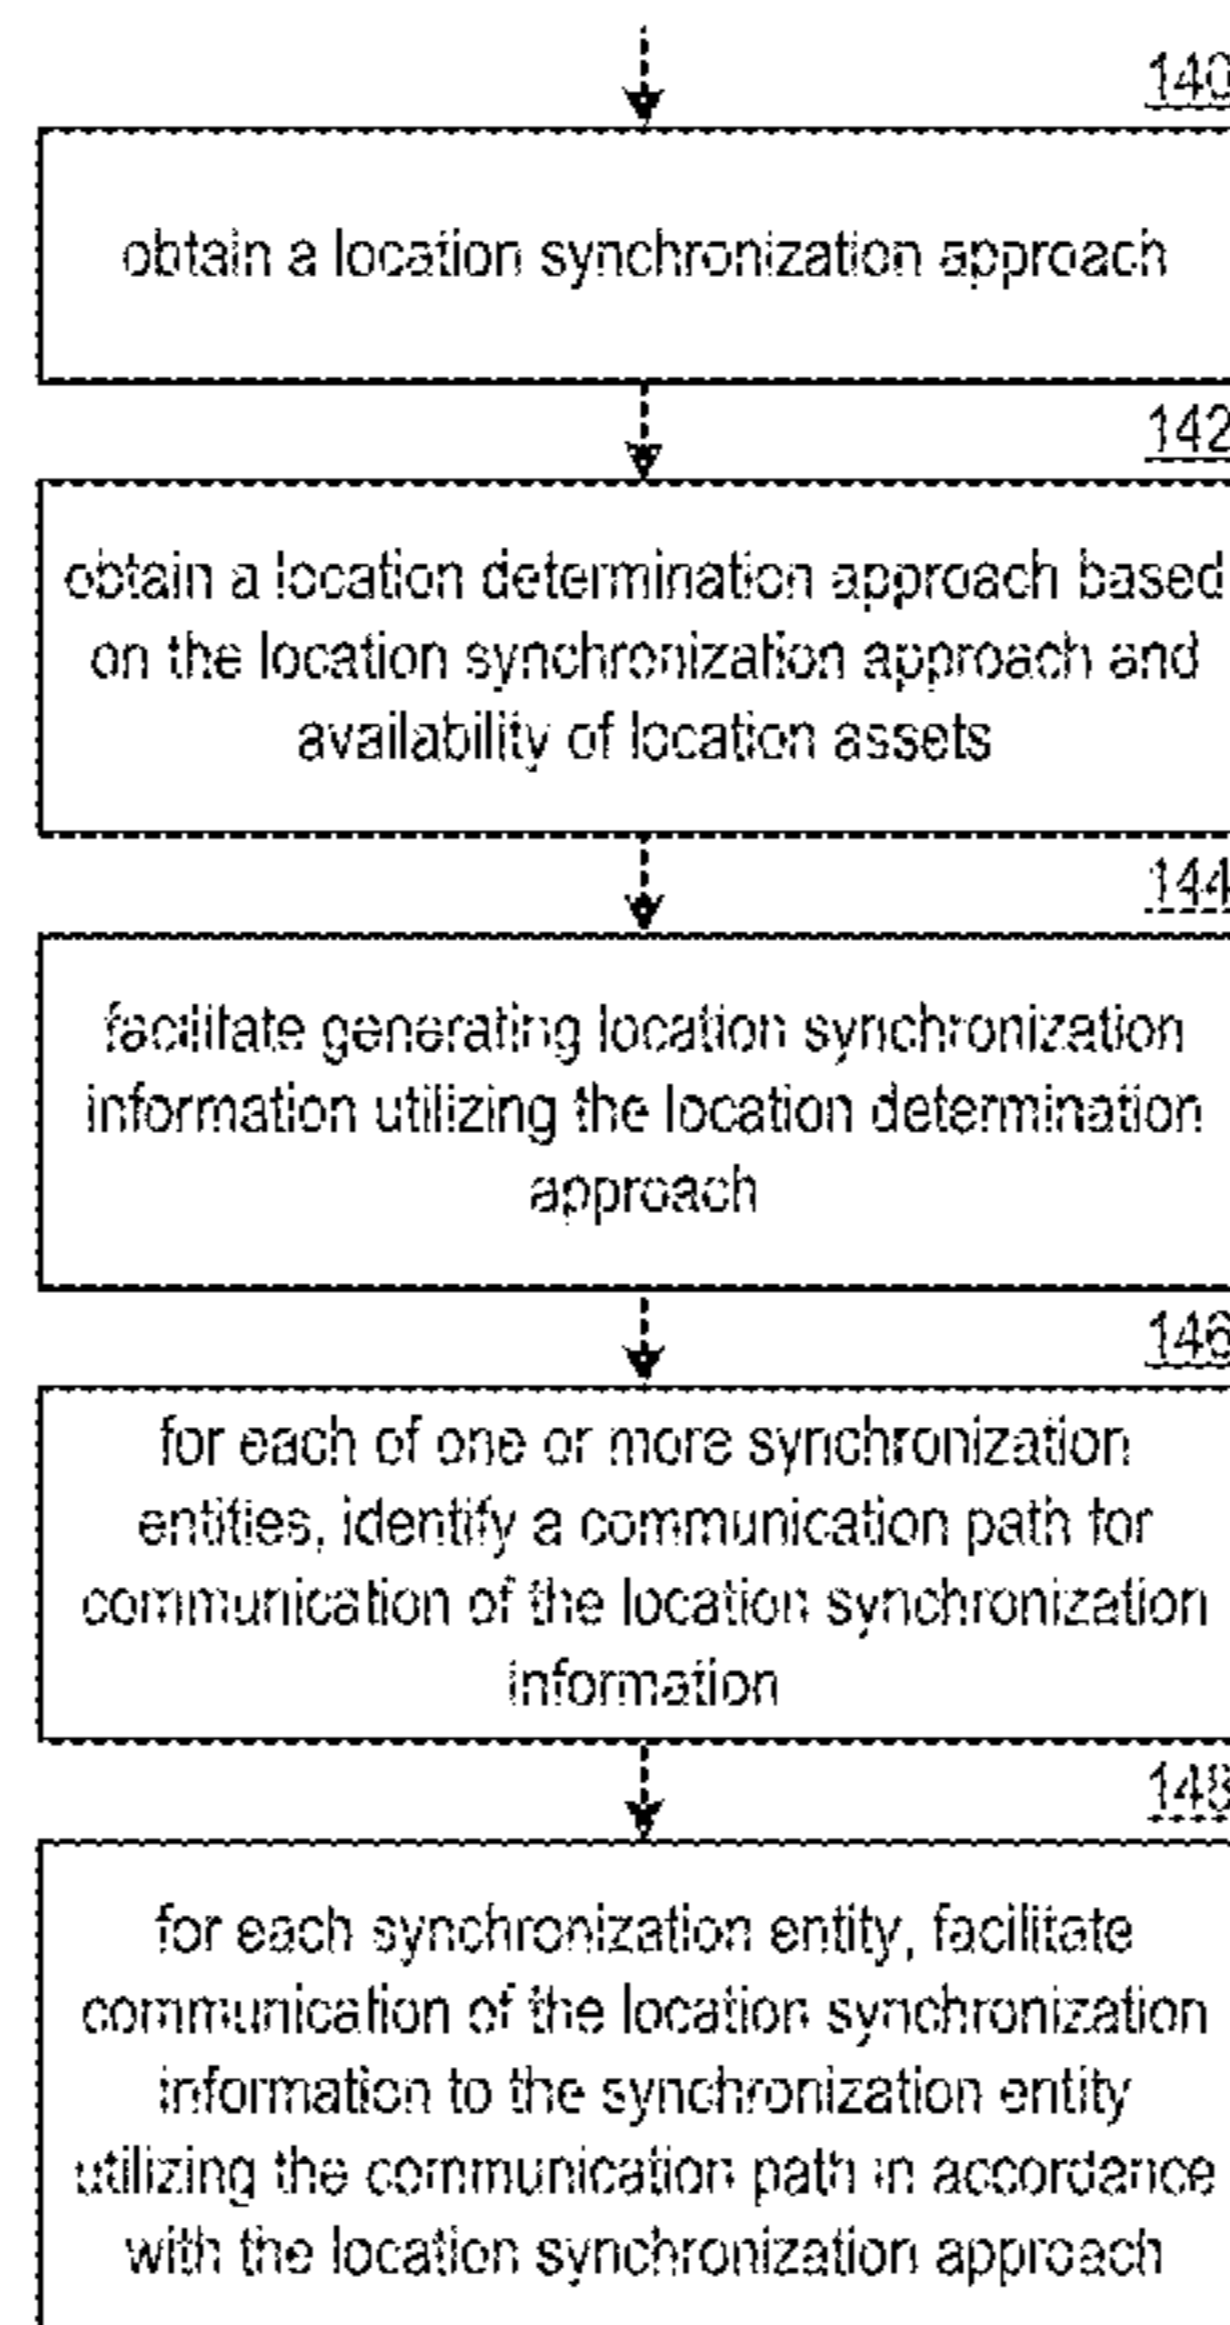 140
obtain a location synchronization approach
142
obtain a location determination approach based
on the location synchronization approach and
availability of location assets
144
facilitate generating location synchronization
information utilizing the location determination
approach
146
for each of one or more synchronization
entities, identify a communication path for
communication of the location synchronization
information
148
for each synchronization entity, facilitate
communication of the location synchronization
information to the synchronization entity
utilizing the communication path in accordance
with the location synchronization approach